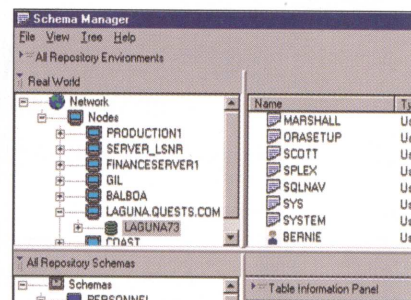 Schema Manager
File View Tree Help
All Repository Environments
Real World
Network
Nodes
PRODUCTION1
SERVER_LSNR
FINANCESERVER1
GIL
BALBOA
LAGUNA.QUESTS.COM
LAGUNA73
COAST
Name
MARSHALL
ORASETUP
SCOTT
SPLEX
SQLNAV
SYS
SYSTEM
BERNIE
All Repository Schemas
Schemas
PERSONNEL
Table Information Panel